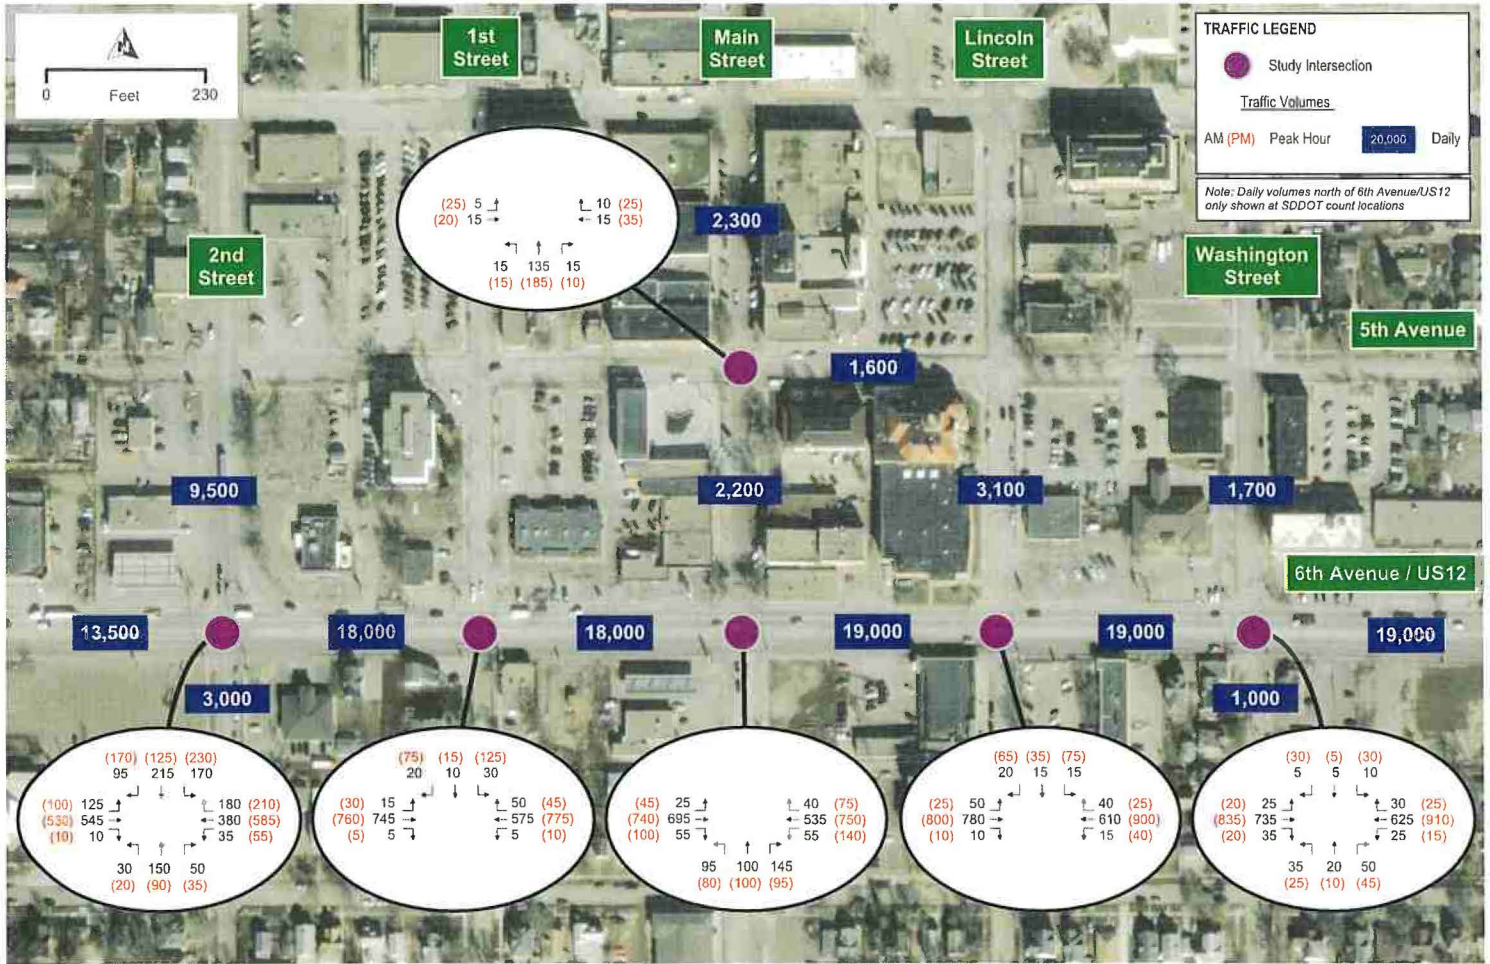 1st
Street
Main
Street
Lincoln
Street
TRAFFIC LEGEND
Study Intersection
Traffic Volumes
AM (PM) Peak Hour 20,000 Daily
Note: Daily volumes north of 6th Avenue/US12
only shown at SDDOT count locations
N
0 Feet 230
(25) 5 10 (25)
(20) 15 15 (35)
15 135 15
(15) (185) (10)
2,300
2nd
Street
Washington
Street
5th Avenue
1,600
9,500
2,200
3,100
1,700
6th Avenue / US12
13,500
18,000
18,000
19,000
19,000
19,000
3,000
1,000
(170) (125) (230)
95 215 170
(100) 125 180 (210)
(530) 545 380 (585)
(10) 10 35 (55)
30 150 50
(20) (90) (35)
(75) (15) (125)
20 10 30
(30) 15 50 (45)
(760) 745 575 (775)
(5) 5 5 (10)
(45) 25 40 (75)
(740) 695 535 (750)
(100) 55 55 (140)
95 100 145
(80) (100) (95)
(65) (35) (75)
20 15 15
(25) 50 40 (25)
(800) 780 610 (900)
(10) 10 15 (40)
(30) (5) (30)
5 5 10
(20) 25 30 (25)
(835) 735 625 (910)
(20) 35 25 (15)
35 20 50
(25) (10) (45)